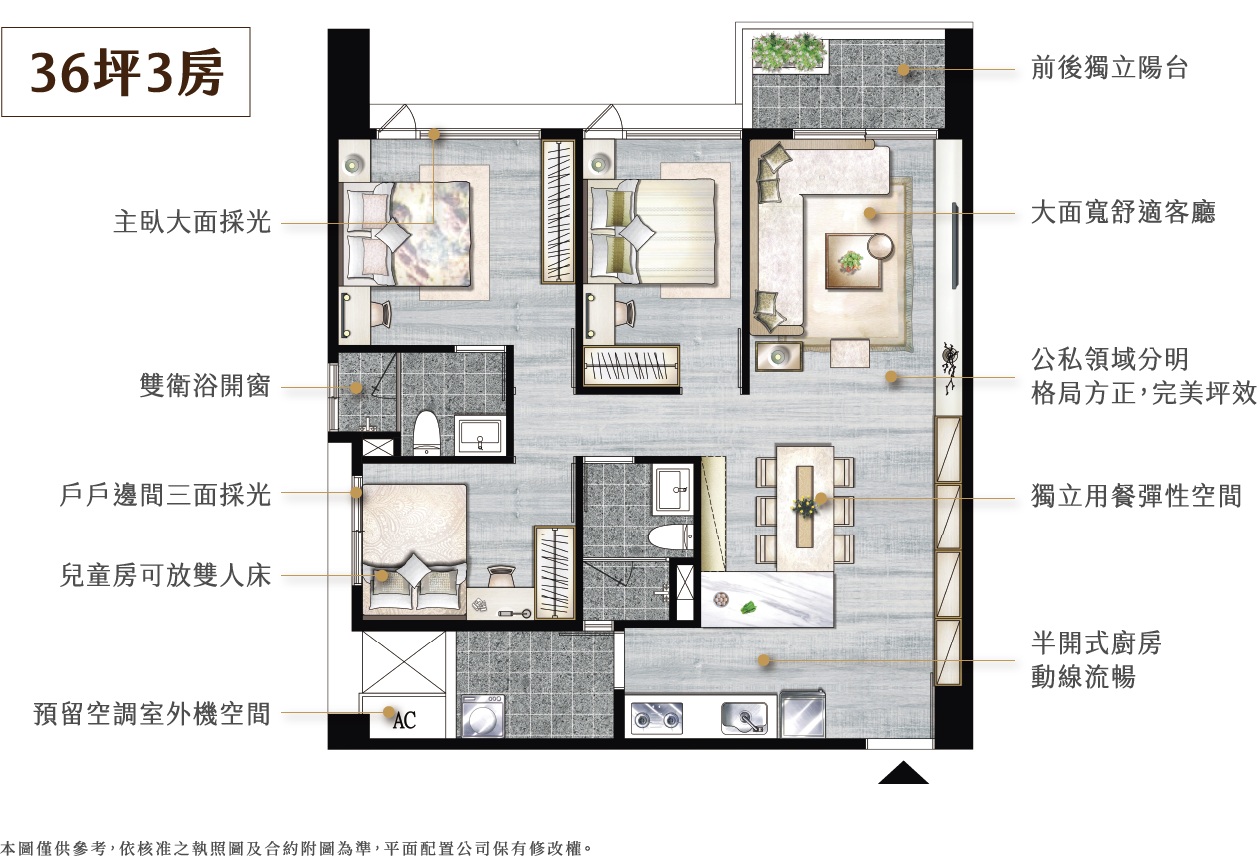 36坪3房
前後獨立陽台
主臥大面採光
大面寬舒適客廳
公私領域分明
格局方正，完美坪效
雙衛浴開窗
戶戶邊間三面採光
獨立用餐彈性空間
兒童房可放雙人床
半開式廚房
動線流暢
預留空調室外機空間
AC
本圖僅供參考，依核准之執照圖及合約附圖為準，平面配置公司保有修改權。